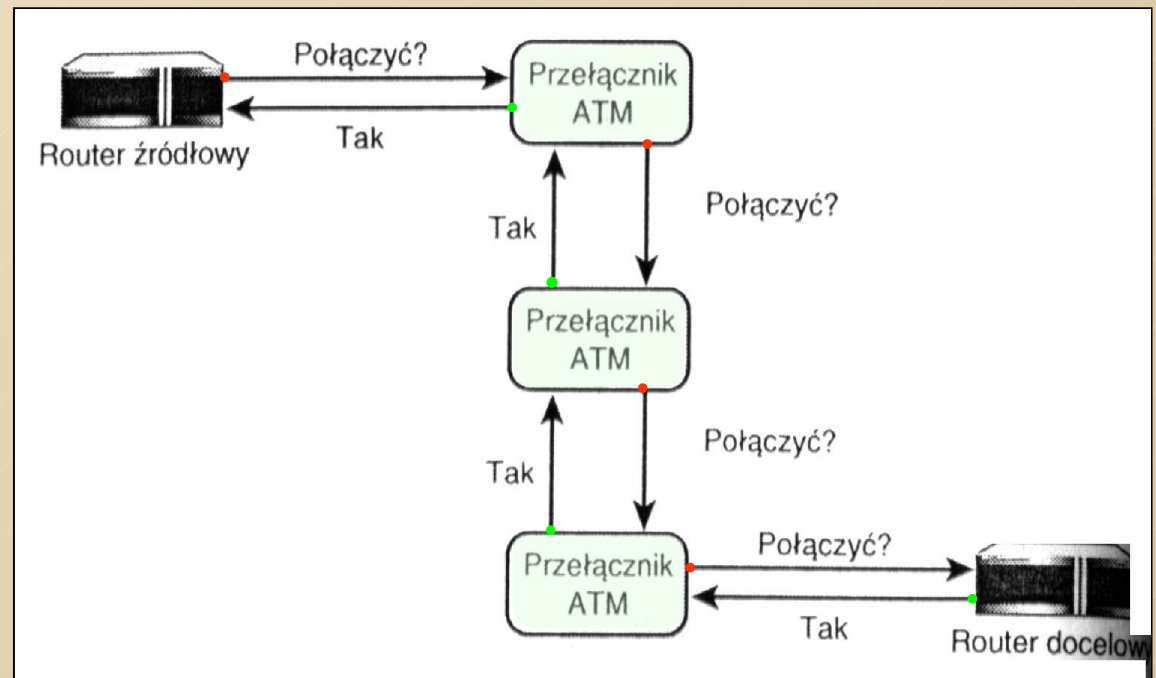 Połączyć?
Przełącznik
ATM
Tak
Router źródłowy
Połączyć?
Tak
Przełącznik
ATM
Połączyć?
Tak
Połączyć?
Przełącznik
ATM
Tak
Router docelowy